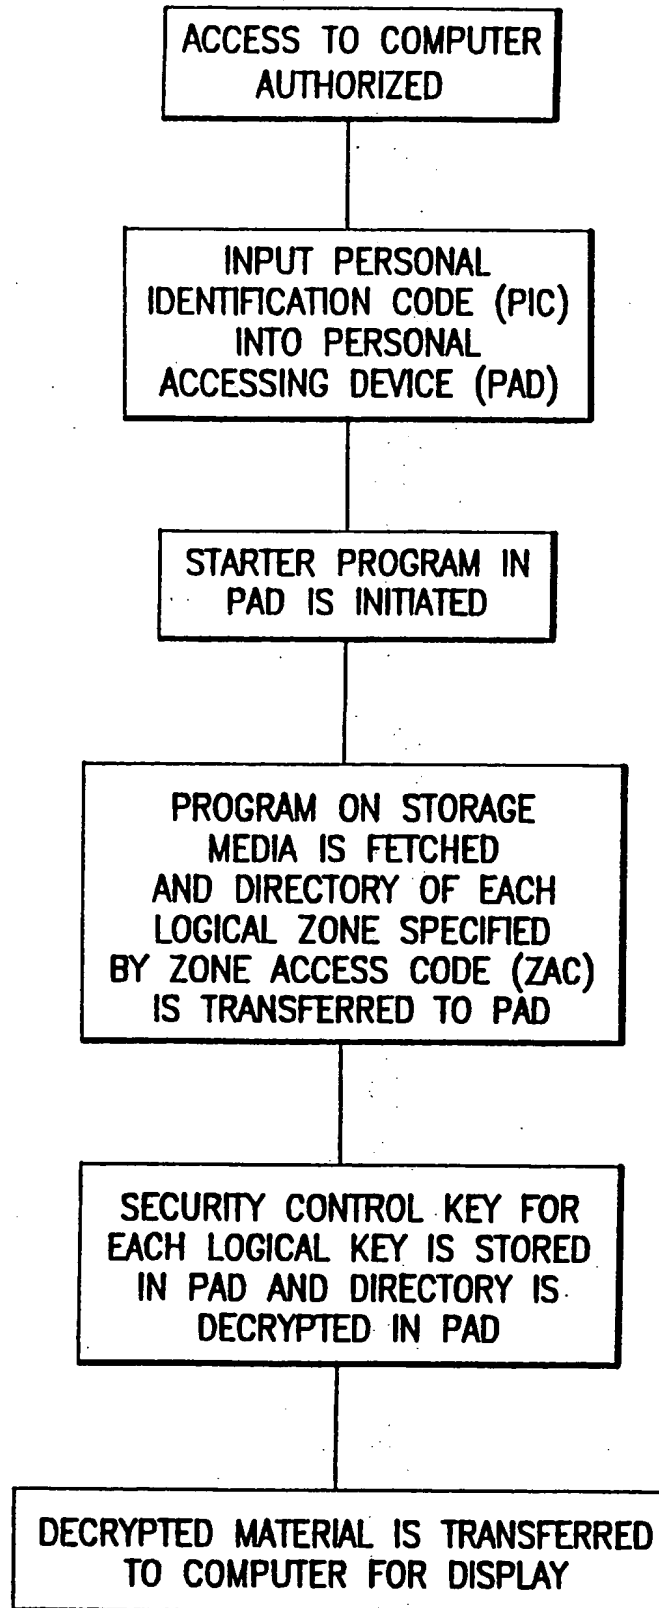 ACCESS TO COMPUTER
AUTHORIZED
INPUT PERSONAL
IDENTIFICATION CODE (PIC)
INTO PERSONAL
ACCESSING DEVICE (PAD)
STARTER PROGRAM IN
PAD IS INITIATED
PROGRAM ON STORAGE
MEDIA IS FETCHED
AND DIRECTORY OF EACH
LOGICAL ZONE SPECIFIED
BY ZONE ACCESS CODE (ZAC)
IS TRANSFERRED TO PAD
SECURITY CONTROL KEY FOR
EACH LOGICAL KEY IS STORED
IN PAD AND DIRECTORY IS
DECRYPTED IN PAD
DECRYPTED MATERIAL IS TRANSFERRED
TO COMPUTER FOR DISPLAY